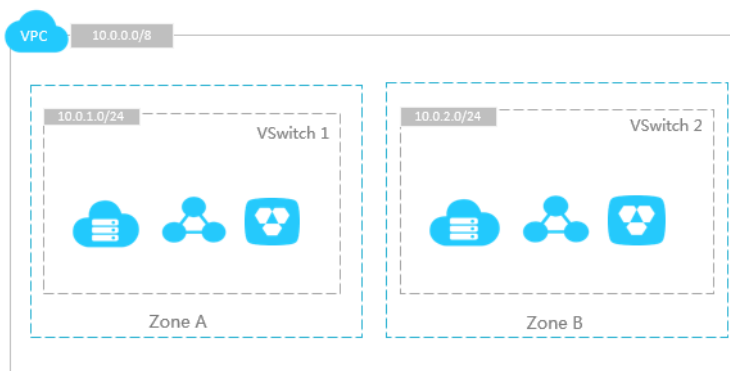 VPC 10.0.0.0/8
10.0.1.0/24
VSwitch 1
Zone A
10.0.2.0/24
VSwitch 2
Zone B